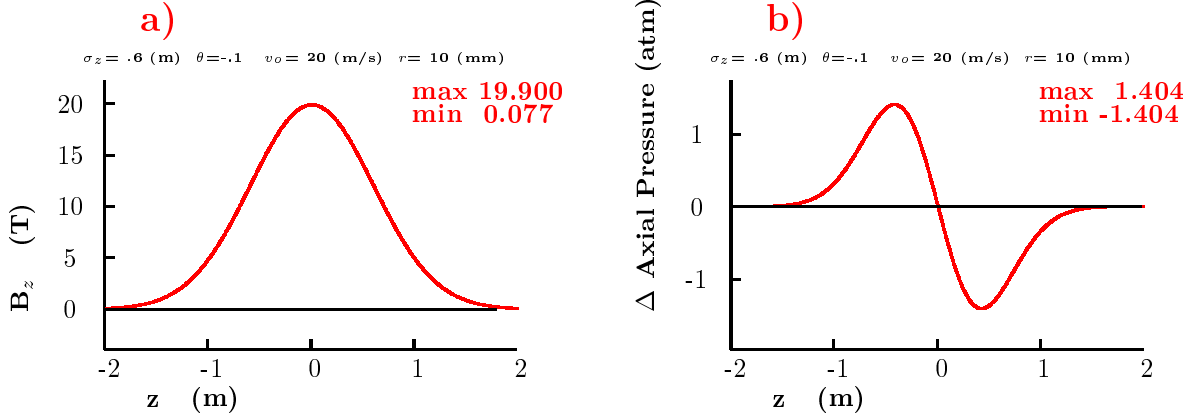 a)
σz= .6 (m) θ=-.1 vo= 20 (m/s) r= 10 (mm)
max 19.900
min 0.077
20
15
10
5
0
Bz (T)
-2 -1 0 1 2
z (m)
b)
σz= .6 (m) θ=-.1 vo= 20 (m/s) r= 10 (mm)
max 1.404
min -1.404
1
0
-1
Δ Axial Pressure (atm)
-2 -1 0 1 2
z (m)